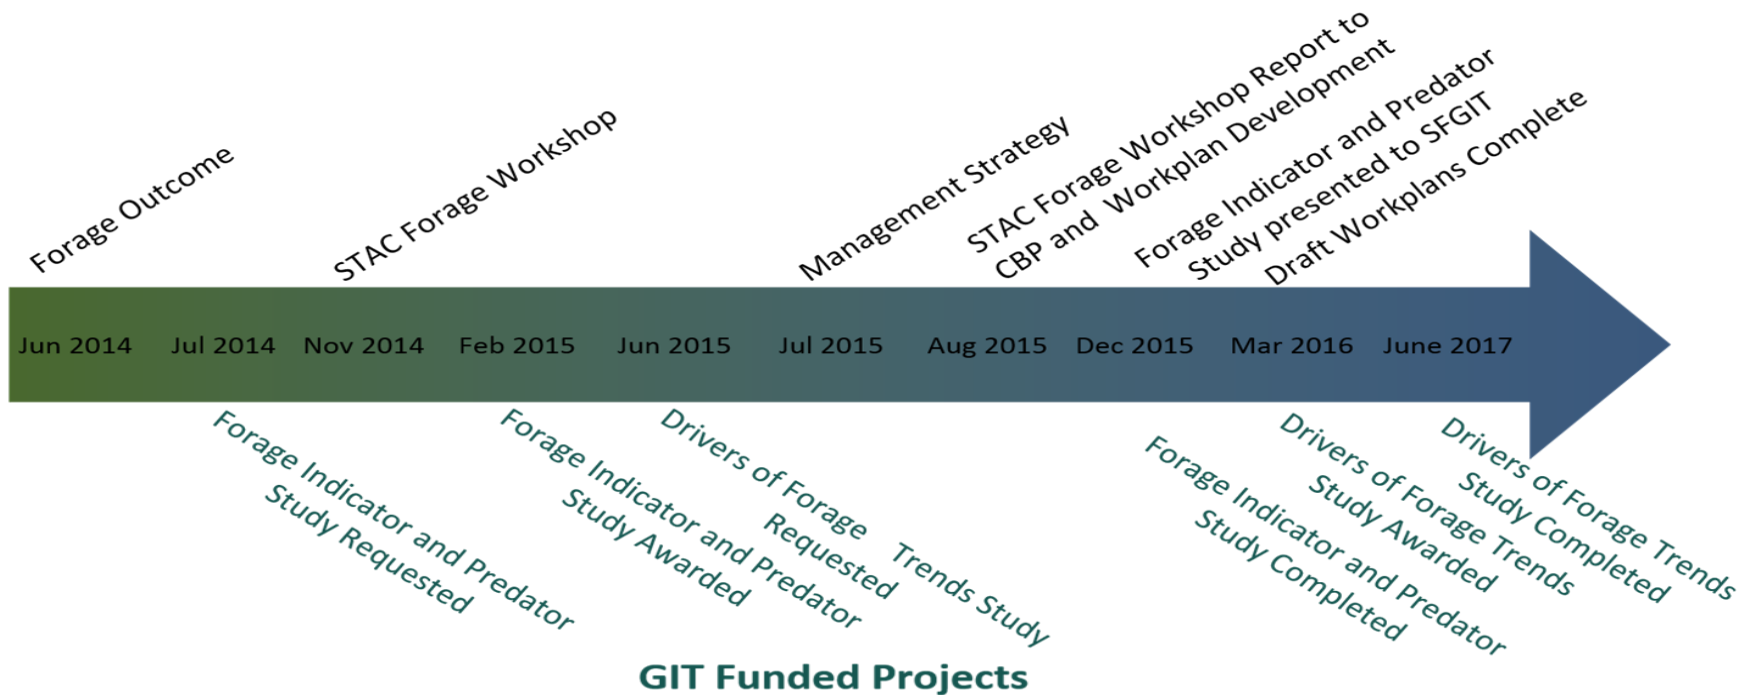 Forage Outcome
STAC Forage Workshop
Management Strategy
STAC Forage Workshop Report to
CBP and Workplan Development
Forage Indicator and Predator
Study presented to SFGIT
Draft Workplans Complete
Jun 2014
Jul 2014
Nov 2014
Feb 2015
Jun 2015
Jul 2015
Aug 2015
Dec 2015
Mar 2016
June 2017
Forage Indicator and Predator
Study Requested
Forage Indicator and Predator
Study Awarded
Drivers of Forage Trends Study
Requested
Forage Indicator and Predator
Study Completed
Drivers of Forage Trends
Study Awarded
Drivers of Forage Trends
Study Completed
GIT Funded Projects